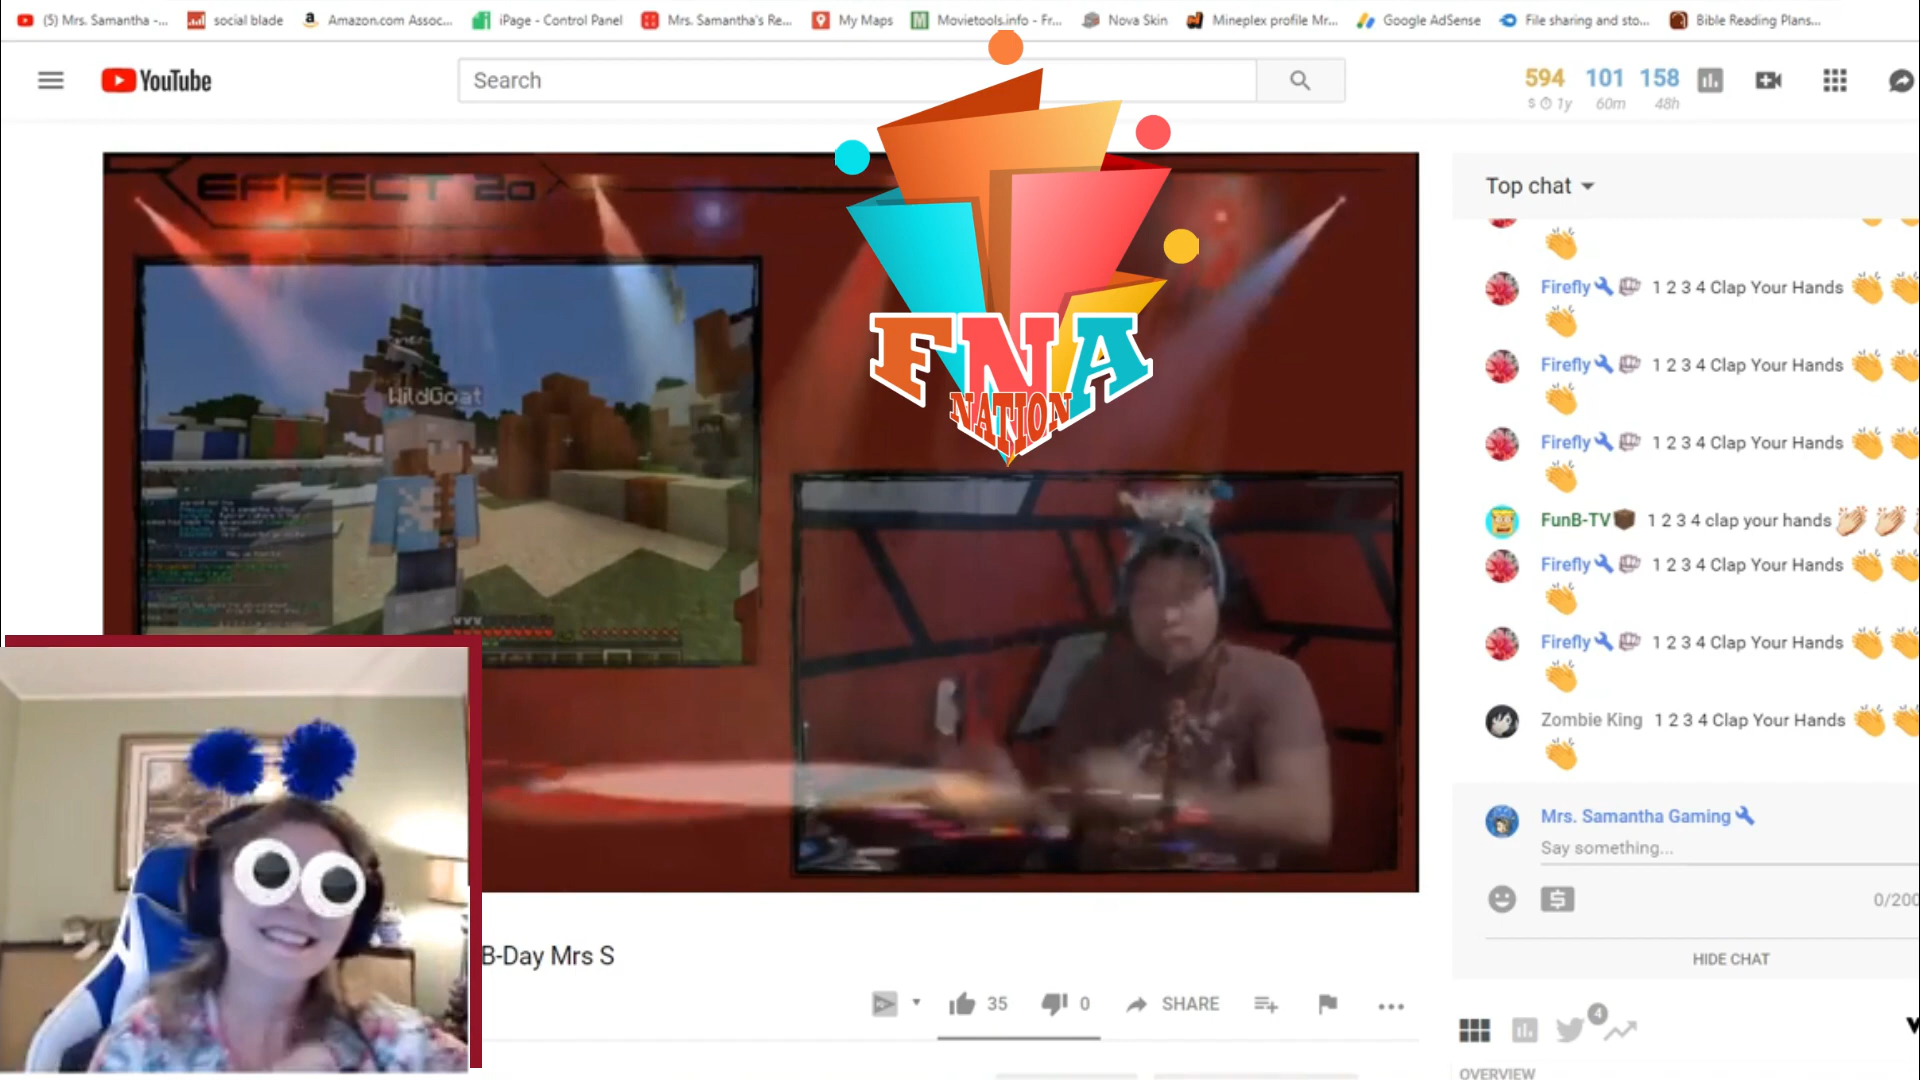 (5) Mrs. Samantha -... social blade Amazon.com Assoc... iPage - Control Panel Mrs. Samantha's Re... My Maps Movietools.info - Fr... Nova Skin Mineplex profile Mr... Google AdSense File sharing and sto... Bible Reading Plans...
YouTube Search 594 101 158
$ 1y 60m 48h
Top chat
EFFECT 20
Firefly 1 2 3 4 Clap Your Hands
Firefly 1 2 3 4 Clap Your Hands
WildGoat
FNA
NATION
Firefly 1 2 3 4 Clap Your Hands
FunB-TV 1 2 3 4 clap your hands
Firefly 1 2 3 4 Clap Your Hands
Firefly 1 2 3 4 Clap Your Hands
Zombie King 1 2 3 4 Clap Your Hands
Mrs. Samantha Gaming
Say something...
0/200
HIDE CHAT
B-Day Mrs S
35 0 SHARE
4
OVERVIEW